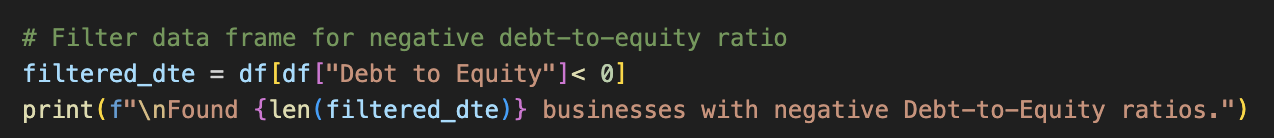 # Filter data frame for negative debt-to-equity ratio
filtered_dte = df[df["Debt to Equity"]< 0]
print(f"\nFound {len(filtered_dte)} businesses with negative Debt-to-Equity ratios.")